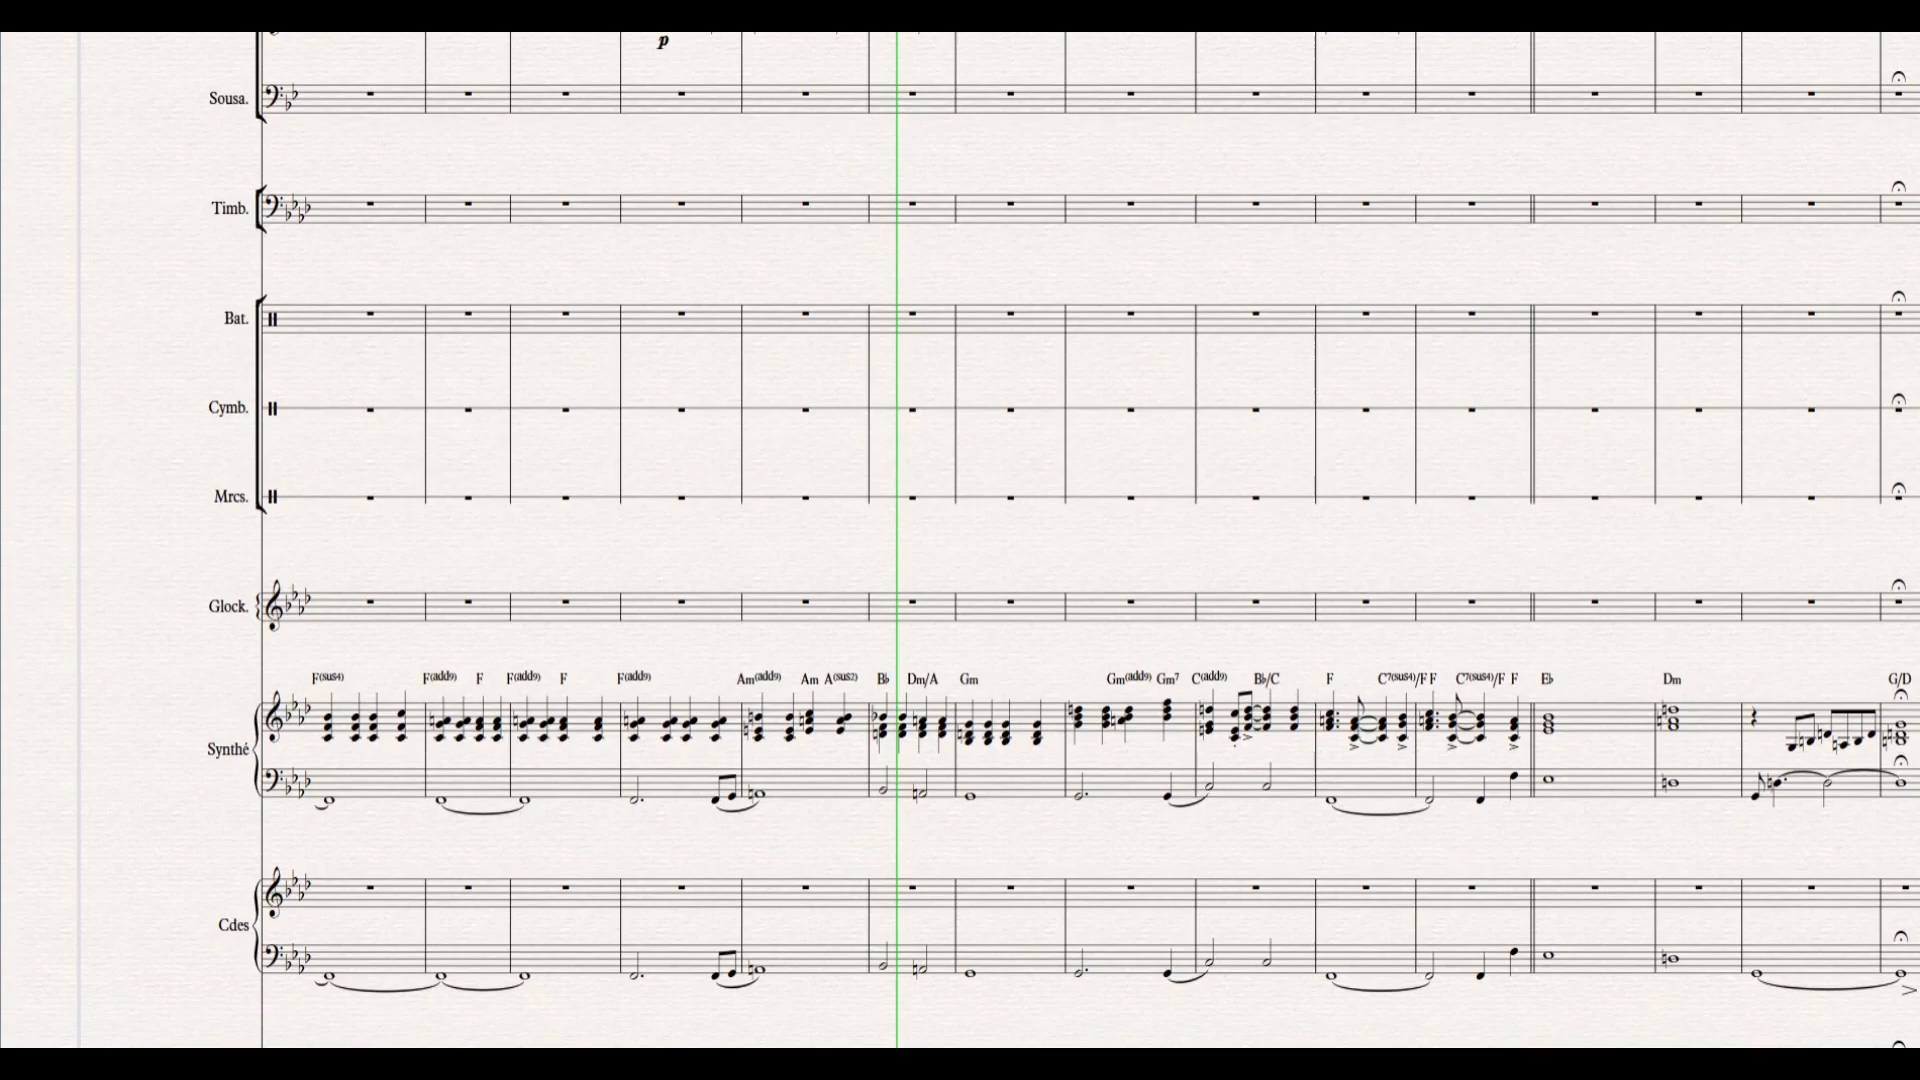 p
Sousa.
Timb.
Bat.
Cymb.
Mrcs.
Glock.
F(sus4) F(add9) F F(add9) F F(add9) Am(add9) Am A(sus2) B♭ Dm/A Gm Gm(add9) Gm7 C(add9) B♭/C F C7(sus4)/F F C7(sus4)/F F E♭ Dm G/D
Synthé
Cdes